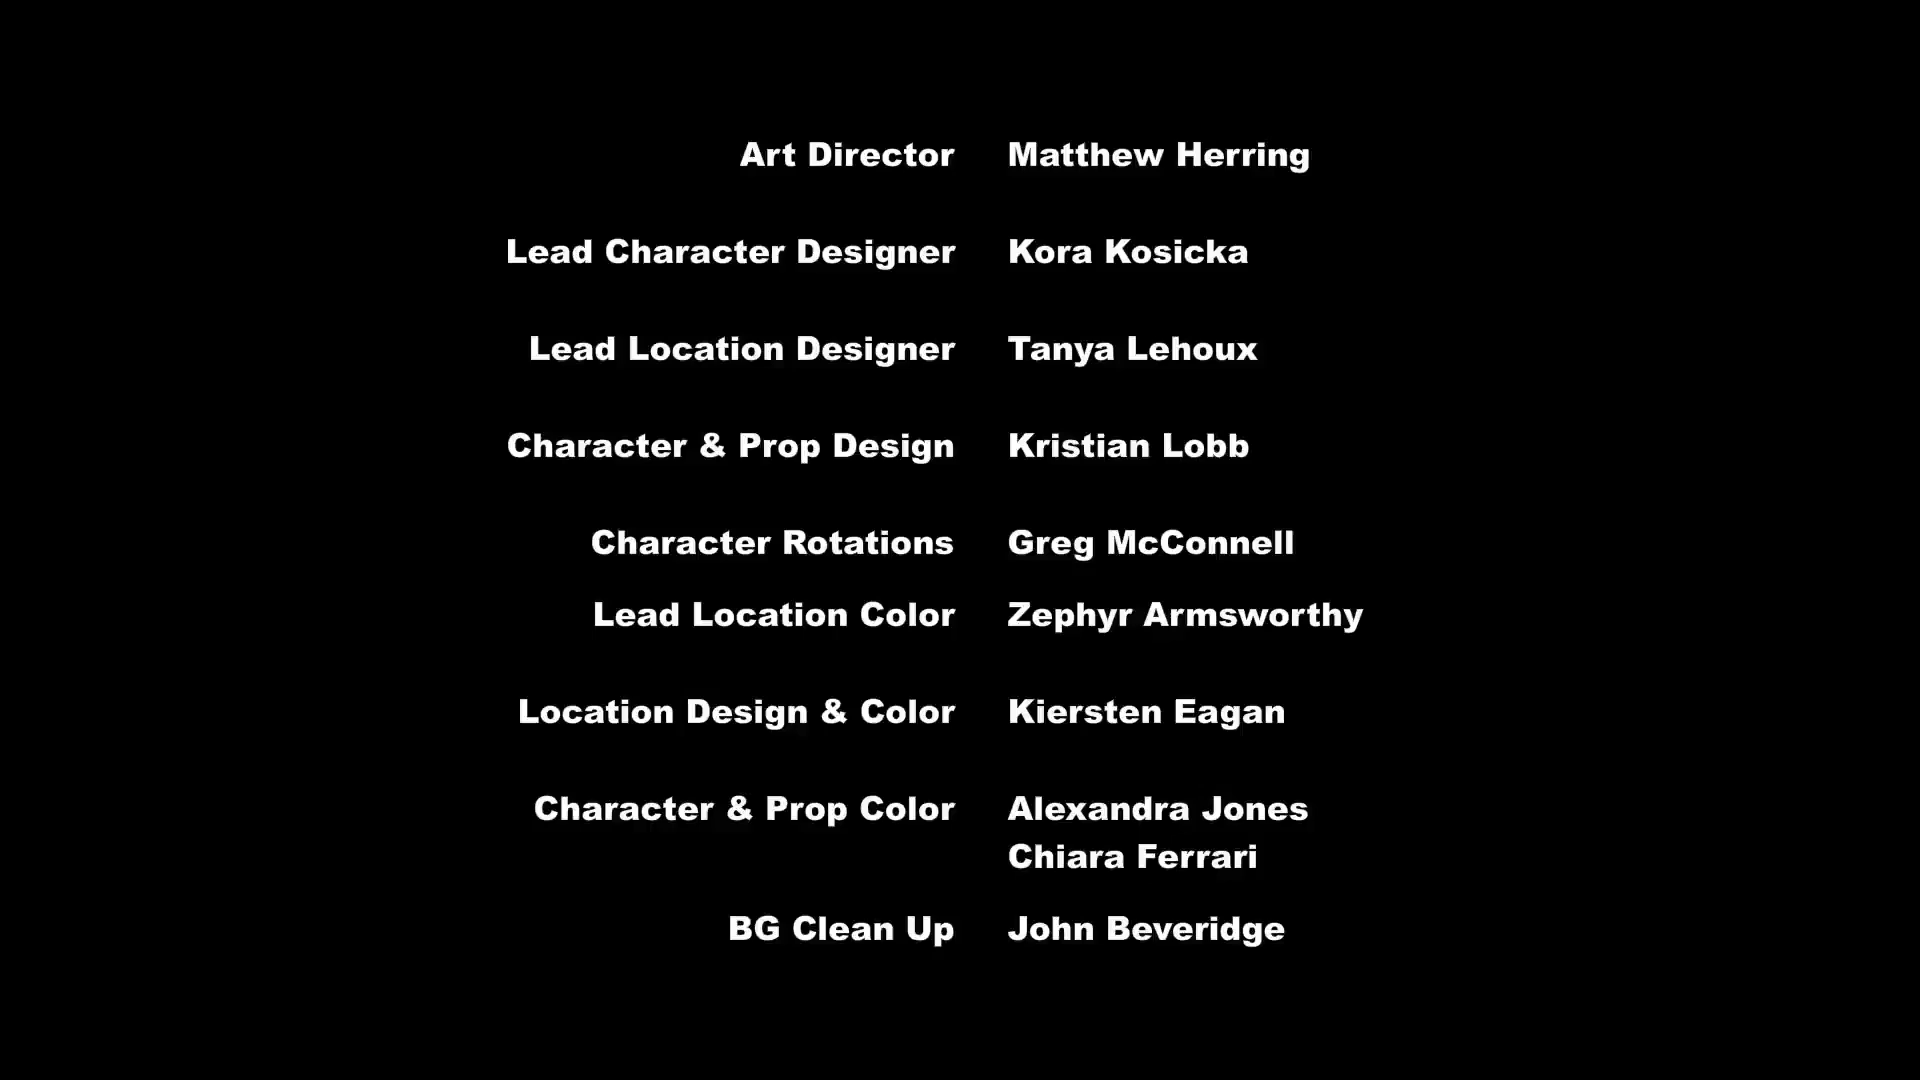 Art Director Matthew Herring
Lead Character Designer Kora Kosicka
Lead Location Designer Tanya Lehoux
Character & Prop Design Kristian Lobb
Character Rotations Greg McConnell
Lead Location Color Zephyr Armsworthy
Location Design & Color Kiersten Eagan
Character & Prop Color Alexandra Jones
Chiara Ferrari
BG Clean Up John Beveridge